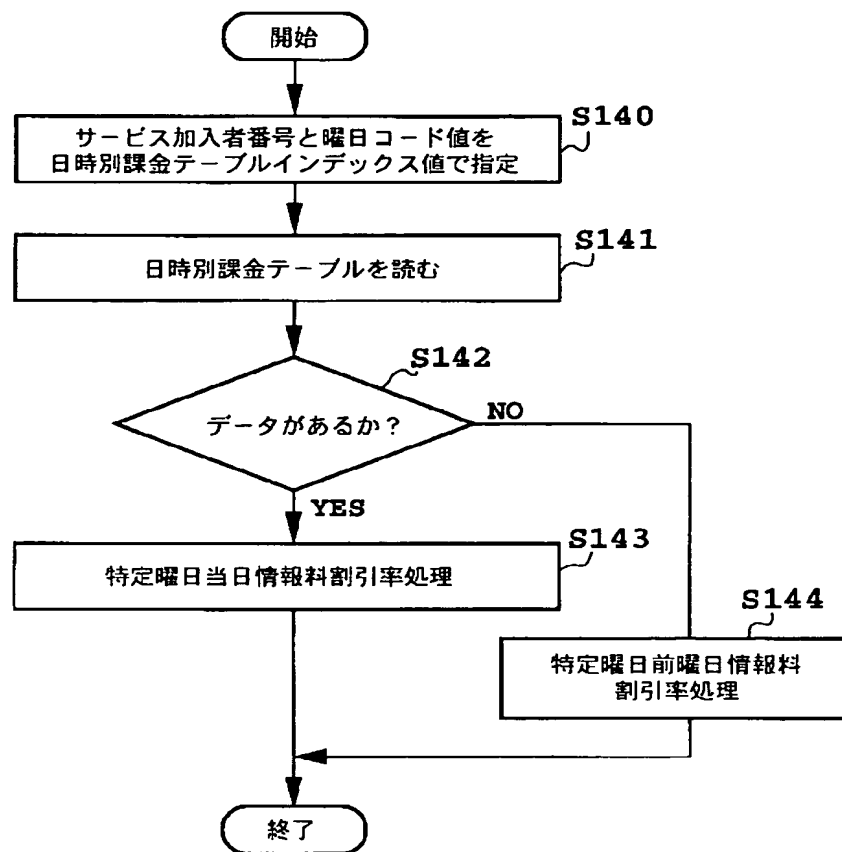 開始
S140
サービス加入者番号と曜日コード値を
日時別課金テーブルインデックス値で指定
S141
日時別課金テーブルを読む
S142
データがあるか？
NO
YES
S143
特定曜日当日情報料割引率処理
S144
特定曜日前曜日情報料
割引率処理
終了